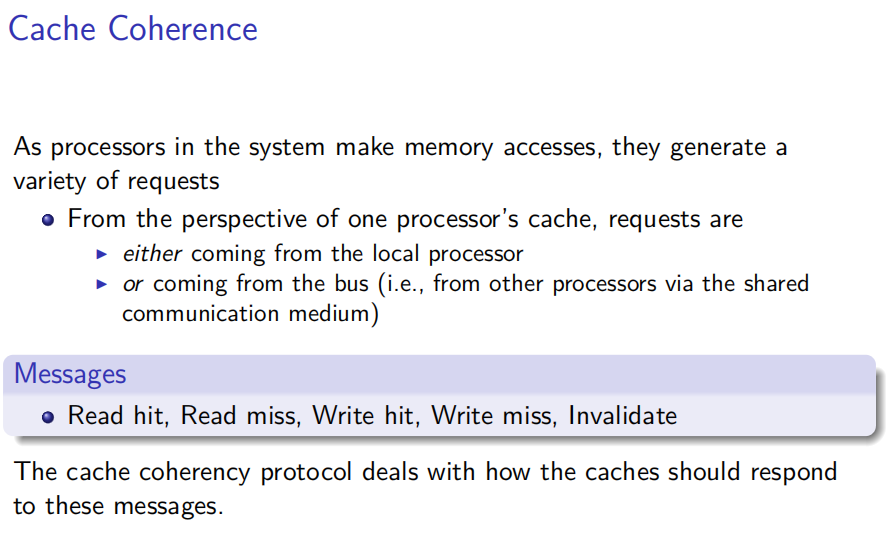 Cache Coherence
As processors in the system make memory accesses, they generate a
variety of requests
From the perspective of one processor's cache, requests are
either coming from the local processor
or coming from the bus (i.e., from other processors via the shared
communication medium)
Messages
Read hit, Read miss, Write hit, Write miss, Invalidate
The cache coherency protocol deals with how the caches should respond
to these messages.